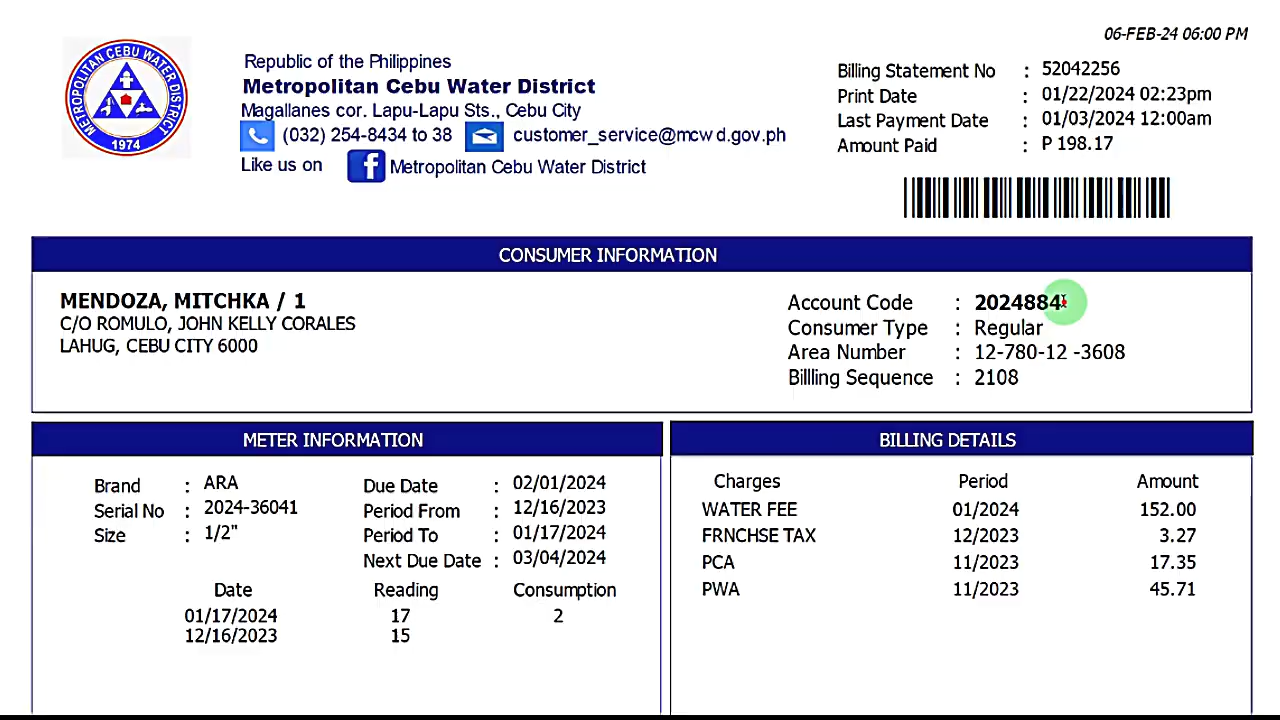 06-FEB-24 06:00 PM
METROPOLITAN CEBU WATER DISTRICT
1974
Republic of the Philippines
Metropolitan Cebu Water District
Magallanes cor. Lapu-Lapu Sts., Cebu City
(032) 254-8434 to 38 customer_service@mcwd.gov.ph
Like us on f Metropolitan Cebu Water District
Billing Statement No : 52042256
Print Date : 01/22/2024 02:23pm
Last Payment Date : 01/03/2024 12:00am
Amount Paid : P 198.17
CONSUMER INFORMATION
MENDOZA, MITCHKA / 1
C/O ROMULO, JOHN KELLY CORALES
LAHUG, CEBU CITY 6000
Account Code : 2024884
Consumer Type : Regular
Area Number : 12-780-12 -3608
Billling Sequence : 2108
METER INFORMATION
Brand : ARA
Serial No : 2024-36041
Size : 1/2"
Due Date : 02/01/2024
Period From : 12/16/2023
Period To : 01/17/2024
Next Due Date : 03/04/2024
Date Reading Consumption
01/17/2024 17 2
12/16/2023 15
BILLING DETAILS
Charges Period Amount
WATER FEE 01/2024 152.00
FRNCHSE TAX 12/2023 3.27
PCA 11/2023 17.35
PWA 11/2023 45.71